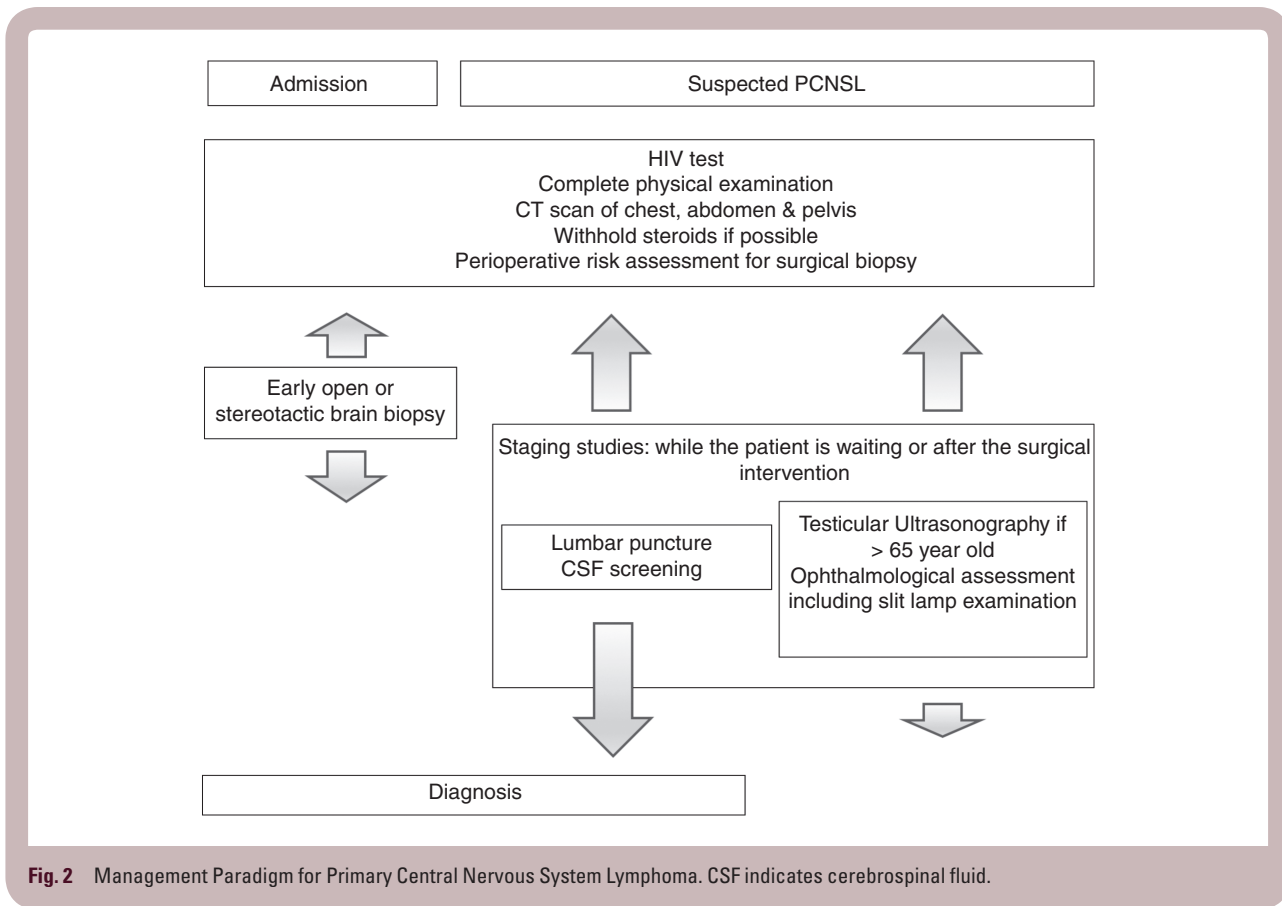 Admission
Suspected PCNSL
HIV test
Complete physical examination
CT scan of chest, abdomen & pelvis
Withhold steroids if possible
Perioperative risk assessment for surgical biopsy
Early open or
stereotactic brain biopsy
Staging studies: while the patient is waiting or after the surgical
intervention
Lumbar puncture
CSF screening
Testicular Ultrasonography if
> 65 year old
Ophthalmological assessment
including slit lamp examination
Diagnosis
Fig. 2 Management Paradigm for Primary Central Nervous System Lymphoma. CSF indicates cerebrospinal fluid.